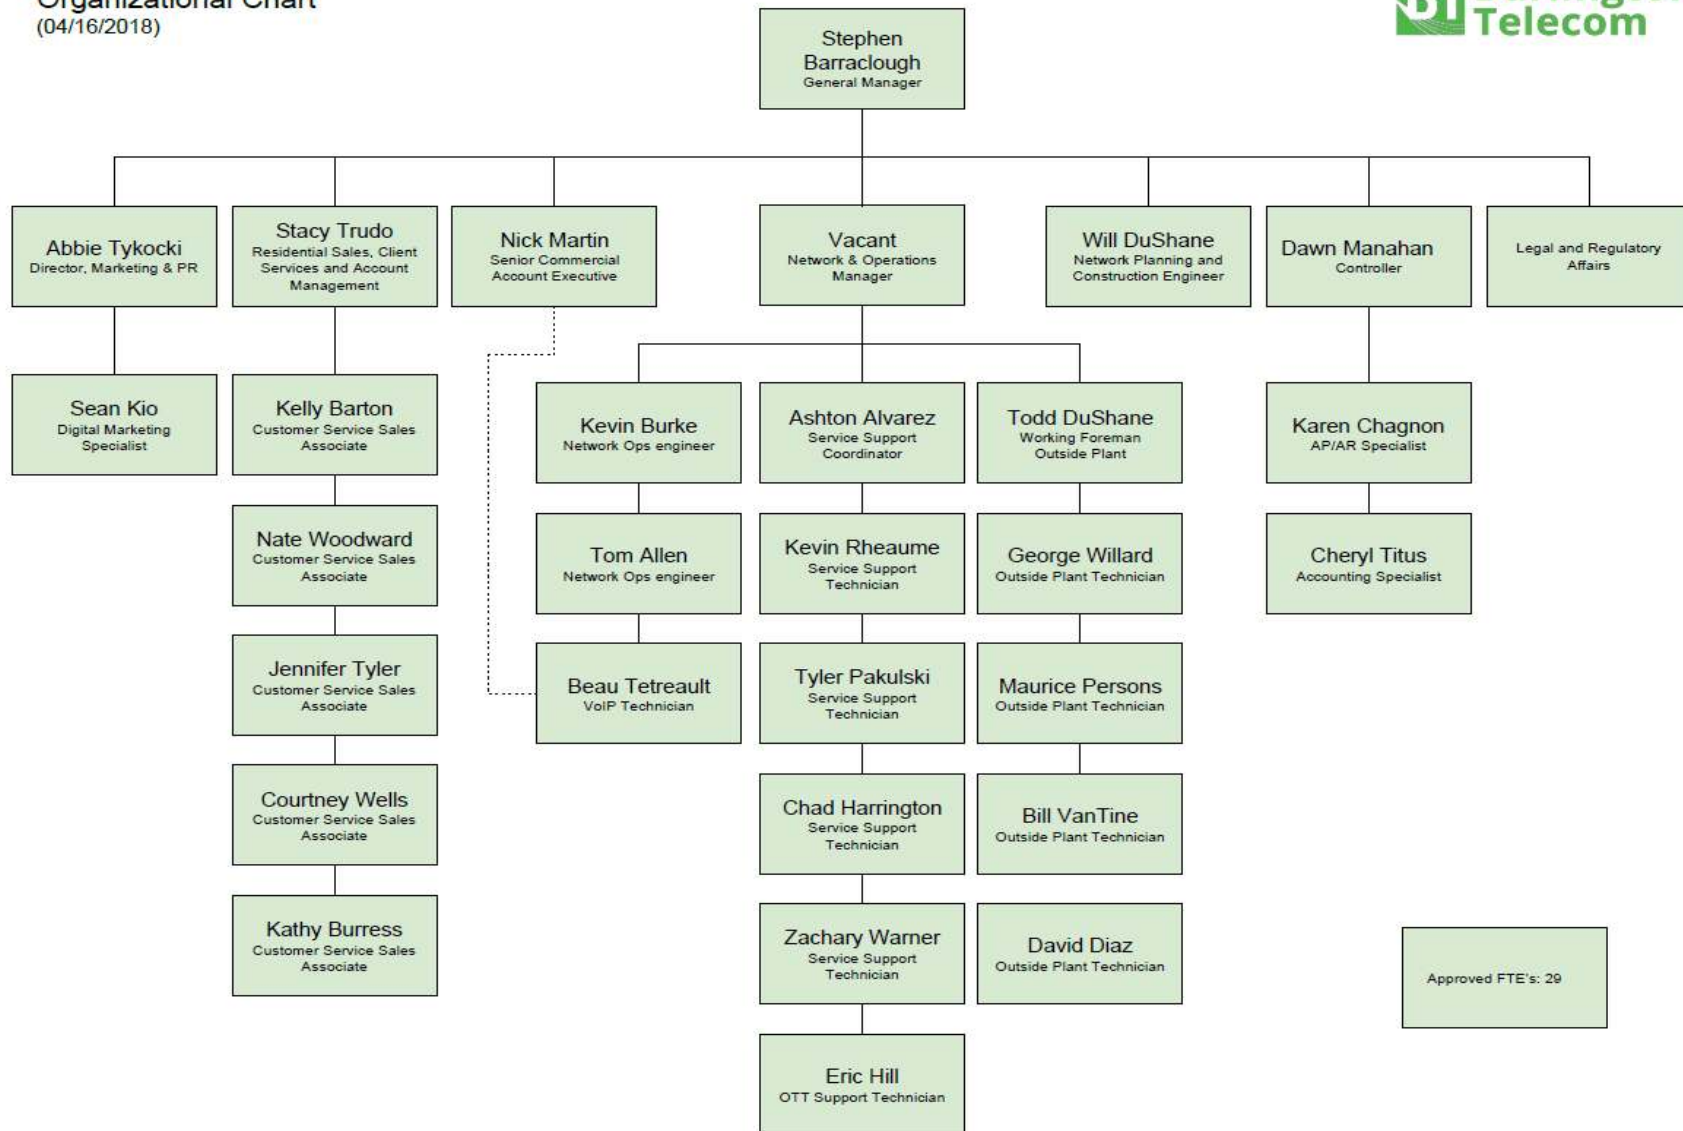 Organizational Chart
(04/16/2018)
Telecom
Stephen
Barraclough
General Manager
Abbie Tykocki
Director, Marketing & PR
Stacy Trudo
Residential Sales, Client
Services and Account
Management
Nick Martin
Senior Commercial
Account Executive
Vacant
Network & Operations
Manager
Will DuShane
Network Planning and
Construction Engineer
Dawn Manahan
Controller
Legal and Regulatory
Affairs
Sean Kio
Digital Marketing
Specialist
Kelly Barton
Customer Service Sales
Associate
Kevin Burke
Network Ops engineer
Ashton Alvarez
Service Support
Coordinator
Todd DuShane
Working Foreman
Outside Plant
Karen Chagnon
AP/AR Specialist
Nate Woodward
Customer Service Sales
Associate
Tom Allen
Network Ops engineer
Kevin Rheaume
Service Support
Technician
George Willard
Outside Plant Technician
Cheryl Titus
Accounting Specialist
Jennifer Tyler
Customer Service Sales
Associate
Beau Tetreault
VoIP Technician
Tyler Pakulski
Service Support
Technician
Maurice Persons
Outside Plant Technician
Courtney Wells
Customer Service Sales
Associate
Chad Harrington
Service Support
Technician
Bill VanTine
Outside Plant Technician
Kathy Burress
Customer Service Sales
Associate
Zachary Warner
Service Support
Technician
David Diaz
Outside Plant Technician
Approved FTE's: 29
Eric Hill
OTT Support Technician